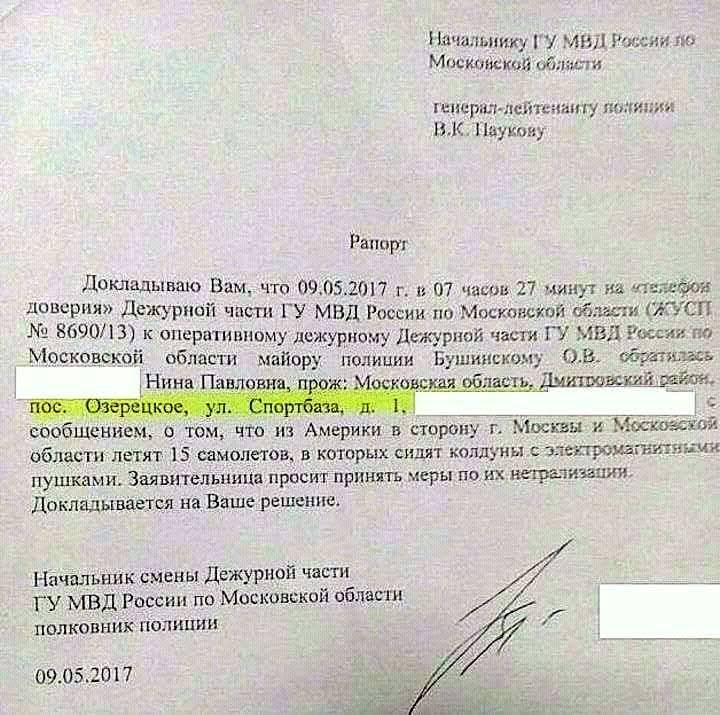 Начальнику ГУ МВД России по
Московской области
генерал-лейтенанту полиции
В.К. Паукову
Рапорт
Докладываю Вам, что 09.05.2017 г. в 07 часов 27 минут на «телефон
доверия» Дежурной части ГУ МВД России по Московской области (ЖУСП
№ 8690/13) к оперативному дежурному Дежурной части ГУ МВД России по
Московской области майору полиции Бушинскому О.В. обратилась
Нина Павловна, прож: Московская область, Дмитровский район,
пос. Озерецкое, ул. Спортбаза, д. 1, с
сообщением, о том, что из Америки в сторону г. Москвы и Московской
области летят 15 самолетов, в которых сидят колдуны с электромагнитными
пушками. Заявительница просит принять меры по их нетрализации.
Докладывается на Ваше решение.
Начальник смены Дежурной части
ГУ МВД России по Московской области
полковник полиции
09.05.2017